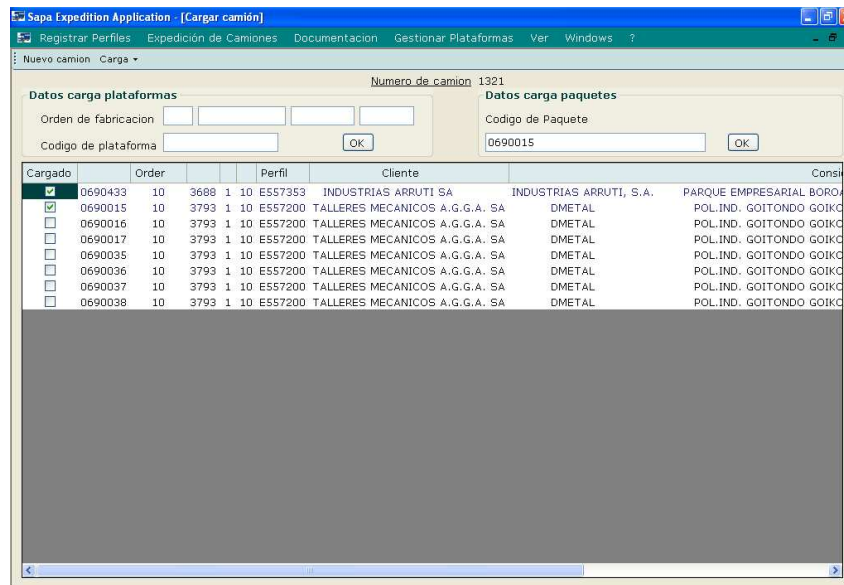 Sapa Expedition Application - [Cargar camión]
Registrar Perfiles Expedición de Camiones Documentacion Gestionar Plataformas Ver Windows ?
Nuevo camion Carga
Numero de camion 1321
Datos carga plataformas Datos carga paquetes
Orden de fabricacion Codigo de Paquete
Codigo de plataforma OK 0690015 OK
Cargado Order Perfil Cliente Consi
0690433 10 3688 1 10 E557353 INDUSTRIAS ARRUTI SA INDUSTRIAS ARRUTI, S.A. PARQUE EMPRESARIAL BOROA
0690015 10 3793 1 10 E557200 TALLERES MECANICOS A.G.G.A. SA DMETAL POL.IND. GOITONDO GOIKO
0690016 10 3793 1 10 E557200 TALLERES MECANICOS A.G.G.A. SA DMETAL POL.IND. GOITONDO GOIKO
0690017 10 3793 1 10 E557200 TALLERES MECANICOS A.G.G.A. SA DMETAL POL.IND. GOITONDO GOIKO
0690035 10 3793 1 10 E557200 TALLERES MECANICOS A.G.G.A. SA DMETAL POL.IND. GOITONDO GOIKO
0690036 10 3793 1 10 E557200 TALLERES MECANICOS A.G.G.A. SA DMETAL POL.IND. GOITONDO GOIKO
0690037 10 3793 1 10 E557200 TALLERES MECANICOS A.G.G.A. SA DMETAL POL.IND. GOITONDO GOIKO
0690038 10 3793 1 10 E557200 TALLERES MECANICOS A.G.G.A. SA DMETAL POL.IND. GOITONDO GOIKO